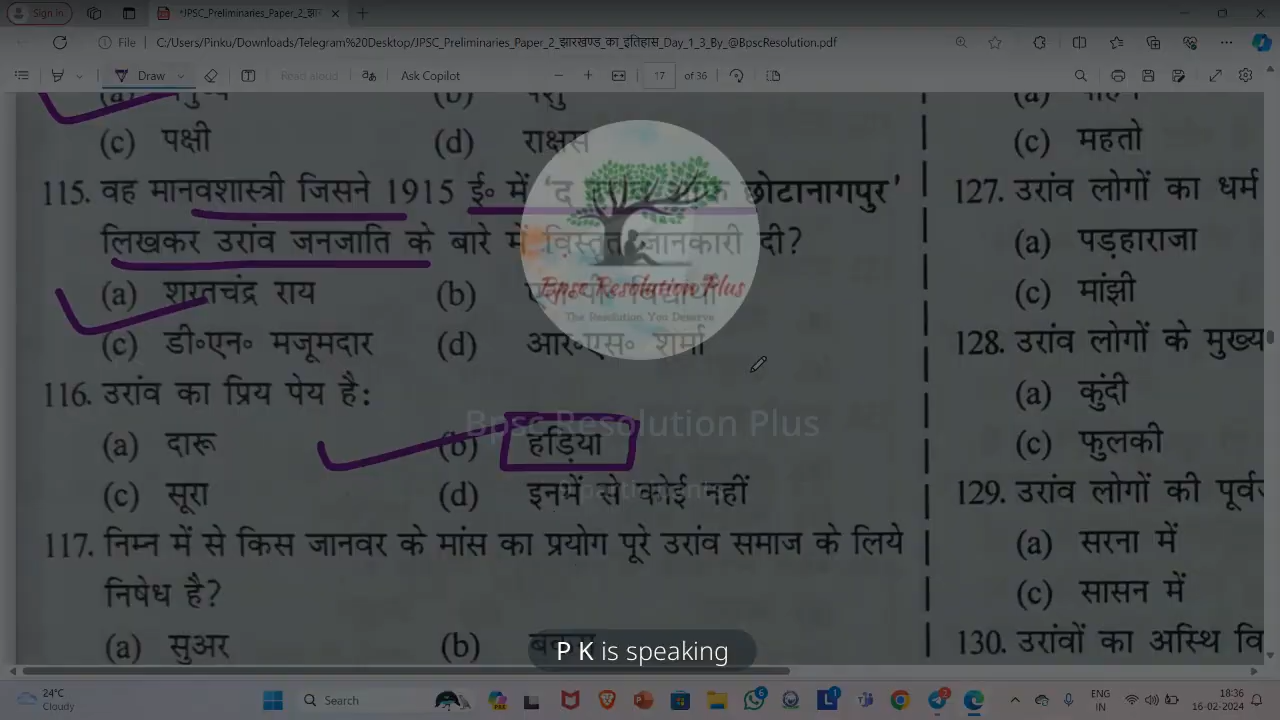 Sign in
*JPSC_Preliminaries_Paper_2_झार
File C:/Users/Pinku/Downloads/Telegram%20Desktop/JPSC_Preliminaries_Paper_2_झारखण्ड_का_इतिहास_Day_1_3_By_@BpscResolution.pdf
Draw Read aloud Ask Copilot 17 of 36
(a) (b) पशु
(c) पक्षी (d) राक्षस
115. वह मानवशास्त्री जिसने 1915 ई॰ में 'द छोटानागपुर'
लिखकर उरांव जनजाति के बारे में विस्तृत जानकारी दी?
(a) शरतचंद्र राय (b)
(c) डी॰एन॰ मजूमदार (d) आर॰एस॰ शर्मा
116. उरांव का प्रिय पेय है:
(a) दारू (b) हड़िया
(c) सूरा (d) इनमें से कोई नहीं
117. निम्न में से किस जानवर के मांस का प्रयोग पूरे उरांव समाज के लिये
निषेध है?
(a) सुअर (b)
(c) महतो
127. उरांव लोगों का धर्म
(a) पड़हाराजा
(c) मांझी
128. उरांव लोगों के मुख्य
(a) कुंदी
(c) फुलकी
129. उरांव लोगों की
(a) सरना में
(c) सासन में
130. उरांवों का अस्थि वि
Bpsc Resolution Plus
The Resolution You Deserve
Bpsc Resolution Plus
P K is speaking
24°C
Cloudy
Search
ENG
IN
18:36
16-02-2024